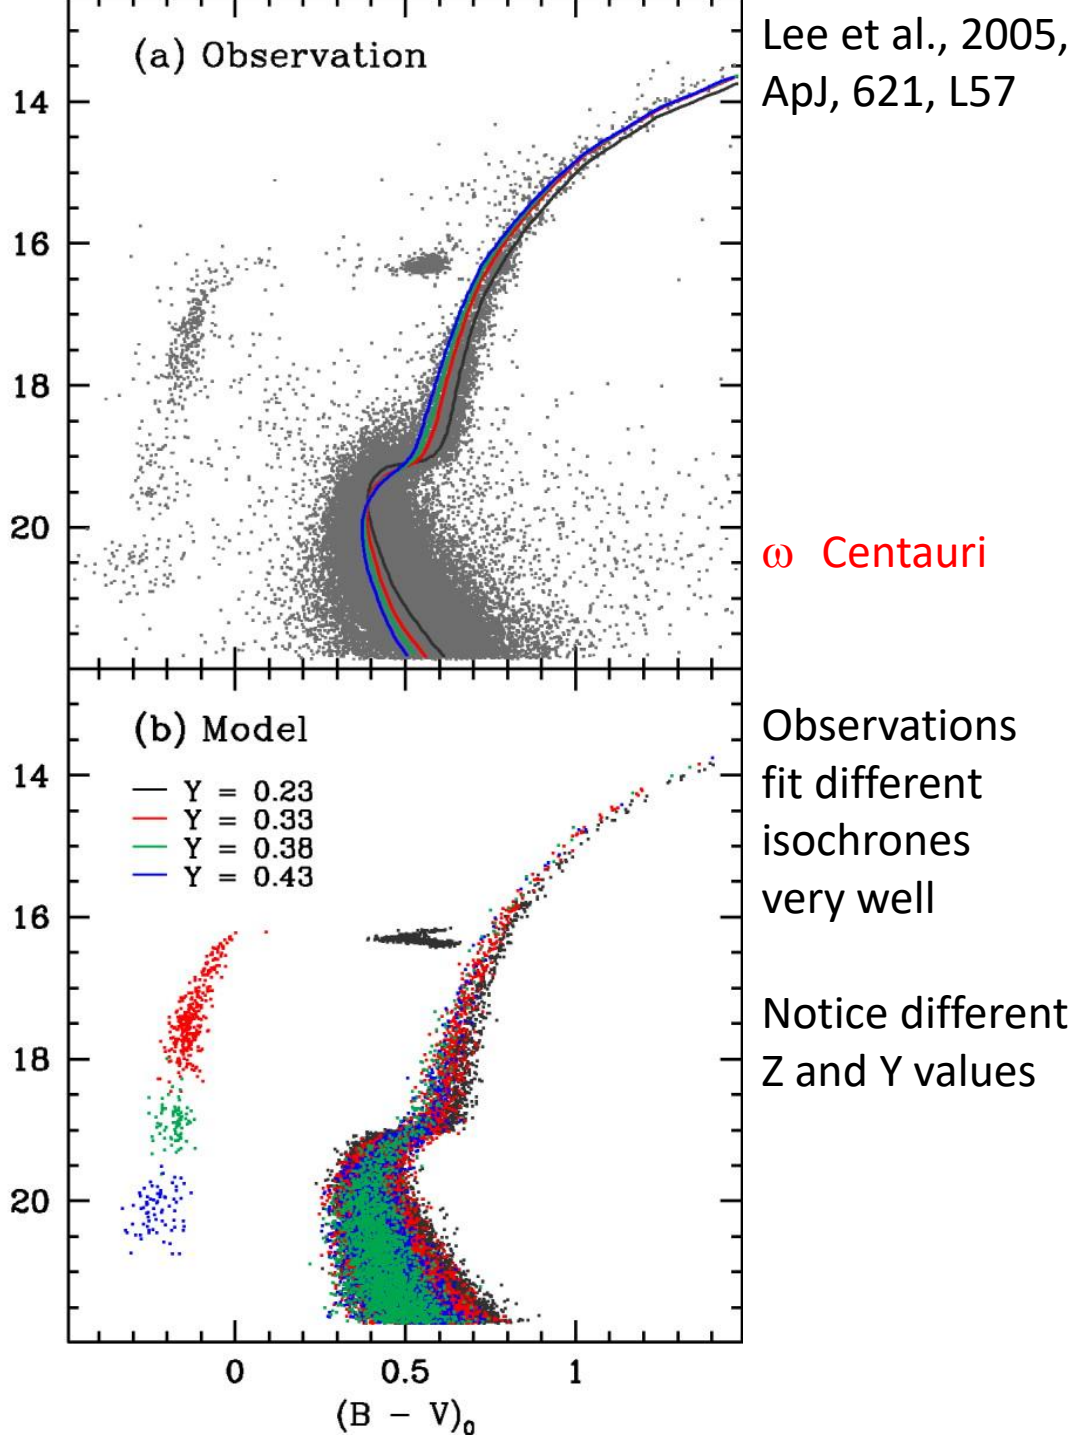 (a) Observation
14
16
18
20
Lee et al., 2005,
ApJ, 621, L57
ω Centauri
(b) Model
Y = 0.23
Y = 0.33
Y = 0.38
Y = 0.43
14
16
18
20
0 0.5 1
(B - V)₀
Observations
fit different
isochrones
very well
Notice different
Z and Y values